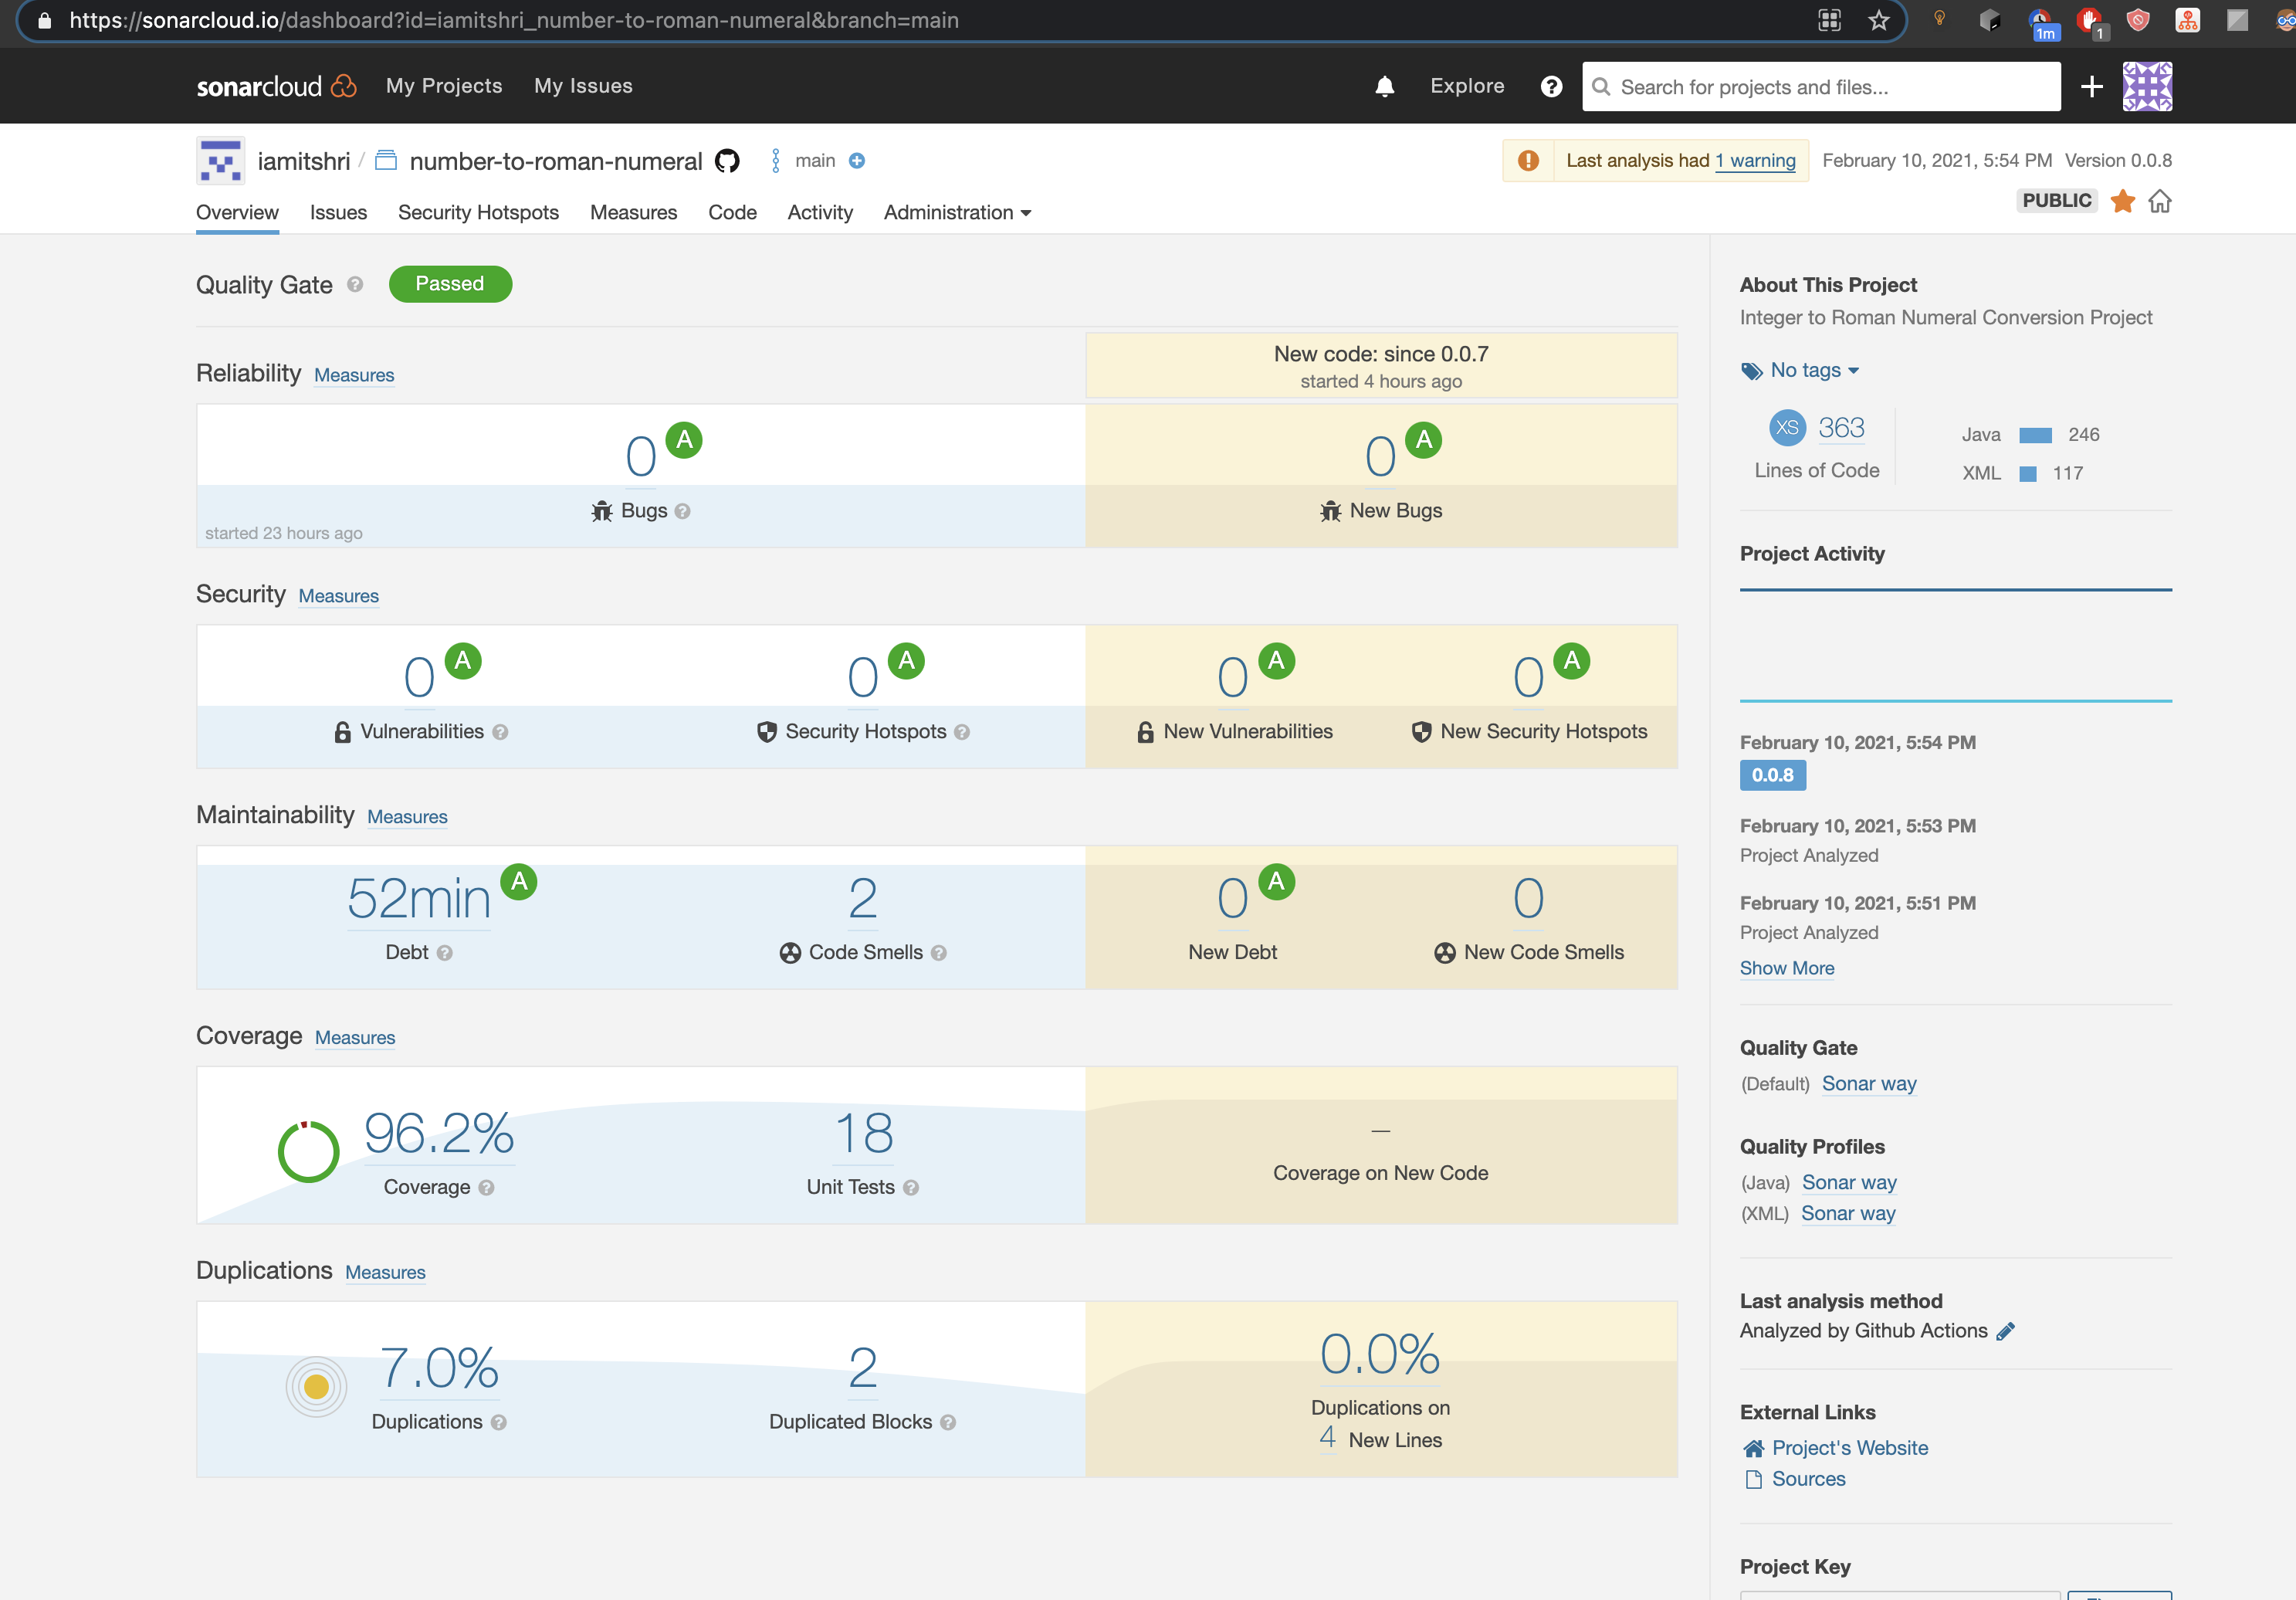 https://sonarcloud.io/dashboard?id=iamitshri_number-to-roman-numeral&branch=main
1m
1
sonarcloud My Projects My Issues Explore Search for projects and files...
iamitshri / number-to-roman-numeral main
Last analysis had 1 warning February 10, 2021, 5:54 PM Version 0.0.8
PUBLIC
Overview Issues Security Hotspots Measures Code Activity Administration
Quality Gate ? Passed
New code: since 0.0.7
started 4 hours ago
Reliability Measures
0 A
Bugs ?
started 23 hours ago
0 A
New Bugs
Security Measures
0 A
Vulnerabilities ?
0 A
Security Hotspots ?
0 A
New Vulnerabilities
0 A
New Security Hotspots
Maintainability Measures
52min A
Debt ?
2
Code Smells ?
0 A
New Debt
0
New Code Smells
Coverage Measures
96.2%
Coverage ?
18
Unit Tests ?
—
Coverage on New Code
Duplications Measures
7.0%
Duplications ?
2
Duplicated Blocks ?
0.0%
Duplications on
4 New Lines
About This Project
Integer to Roman Numeral Conversion Project
No tags
XS 363
Lines of Code
Java 246
XML 117
Project Activity
February 10, 2021, 5:54 PM
0.0.8
February 10, 2021, 5:53 PM
Project Analyzed
February 10, 2021, 5:51 PM
Project Analyzed
Show More
Quality Gate
(Default) Sonar way
Quality Profiles
(Java) Sonar way
(XML) Sonar way
Last analysis method
Analyzed by Github Actions
External Links
Project's Website
Sources
Project Key